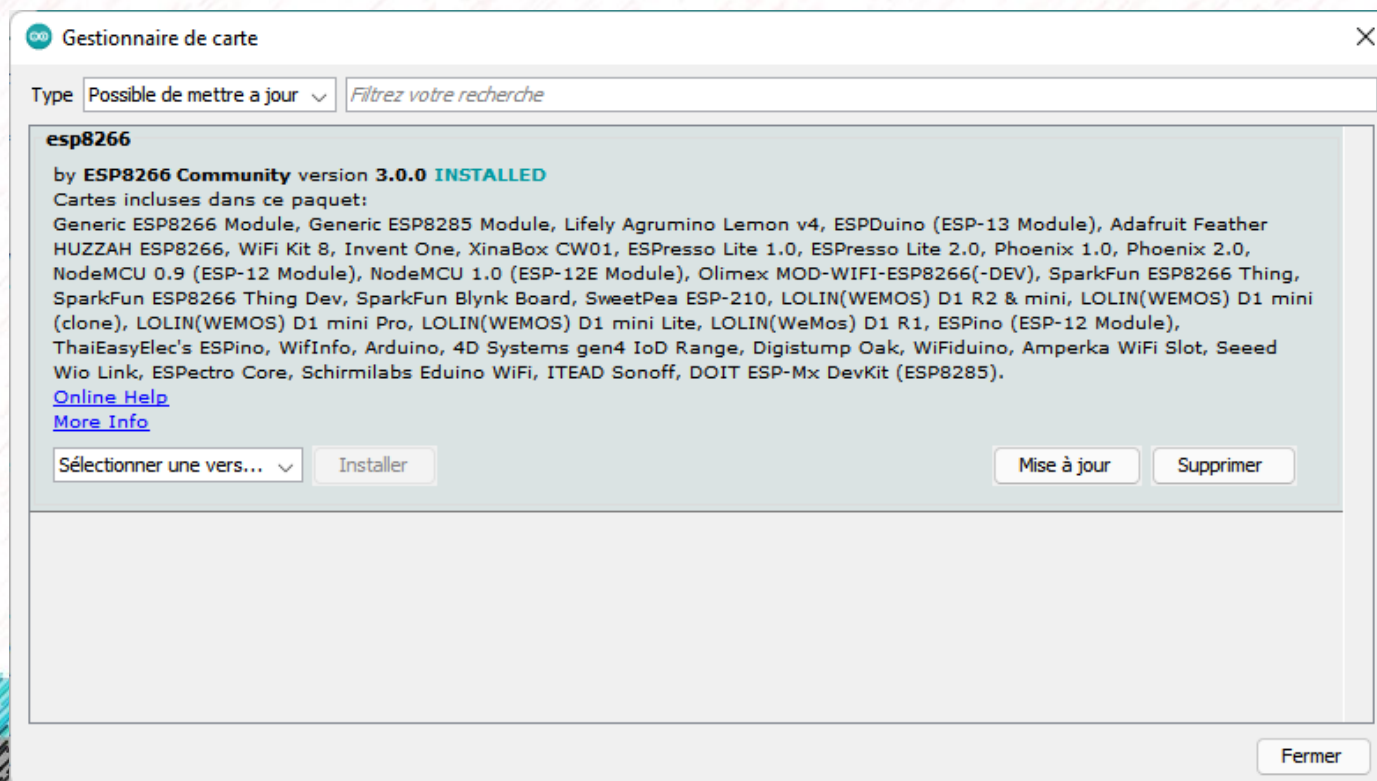 Gestionnaire de carte
Type Possible de mettre a jour Filtrez votre recherche
esp8266
by ESP8266 Community version 3.0.0 INSTALLED
Cartes incluses dans ce paquet:
Generic ESP8266 Module, Generic ESP8285 Module, Lifely Agrumino Lemon v4, ESPDuino (ESP-13 Module), Adafruit Feather
HUZZAH ESP8266, WiFi Kit 8, Invent One, XinaBox CW01, ESPresso Lite 1.0, ESPresso Lite 2.0, Phoenix 1.0, Phoenix 2.0,
NodeMCU 0.9 (ESP-12 Module), NodeMCU 1.0 (ESP-12E Module), Olimex MOD-WIFI-ESP8266(-DEV), SparkFun ESP8266 Thing,
SparkFun ESP8266 Thing Dev, SparkFun Blynk Board, SweetPea ESP-210, LOLIN(WEMOS) D1 R2 & mini, LOLIN(WEMOS) D1 mini
(clone), LOLIN(WEMOS) D1 mini Pro, LOLIN(WEMOS) D1 mini Lite, LOLIN(WeMos) D1 R1, ESPino (ESP-12 Module),
ThaiEasyElec's ESPino, WifInfo, Arduino, 4D Systems gen4 IoD Range, Digistump Oak, WiFiduino, Amperka WiFi Slot, Seeed
Wio Link, ESPectro Core, Schirmilabs Eduino WiFi, ITEAD Sonoff, DOIT ESP-Mx DevKit (ESP8285).
Online Help
More Info
Sélectionner une vers... Installer Mise à jour Supprimer
Fermer